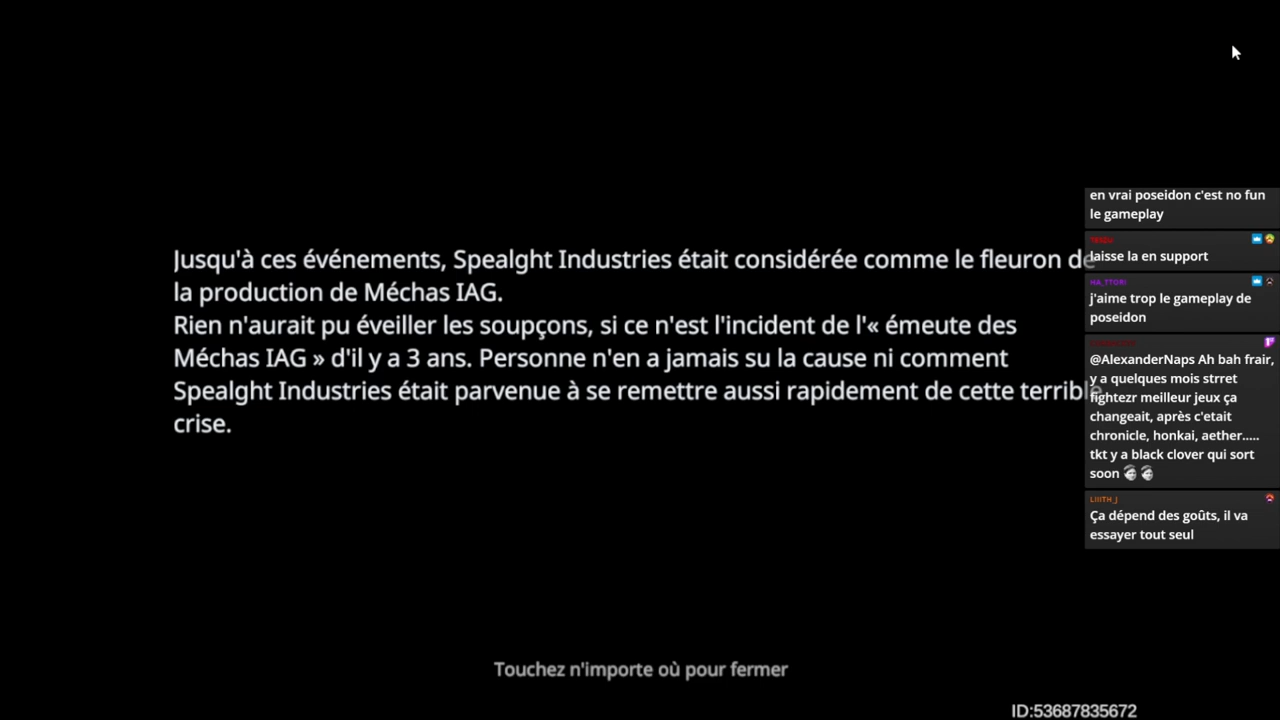 en vrai poseidon c'est no fun
le gameplay
laisse la en support
HA_TTORI
j'aime trop le gameplay de
poseidon
@AlexanderNaps Ah bah frair,
y a quelques mois strret
fightezr meilleur jeux ça
changeait, après c'etait
chronicle, honkai, aether.....
tkt y a black clover qui sort
soon
LIIITH_J
Ça dépend des goûts, il va
essayer tout seul
Jusqu'à ces événements, Spealght Industries était considérée comme le fleuron de
la production de Méchas IAG.
Rien n'aurait pu éveiller les soupçons, si ce n'est l'incident de l'« émeute des
Méchas IAG » d'il y a 3 ans. Personne n'en a jamais su la cause ni comment
Spealght Industries était parvenue à se remettre aussi rapidement de cette terrible
crise.
Touchez n'importe où pour fermer
ID:53687835672